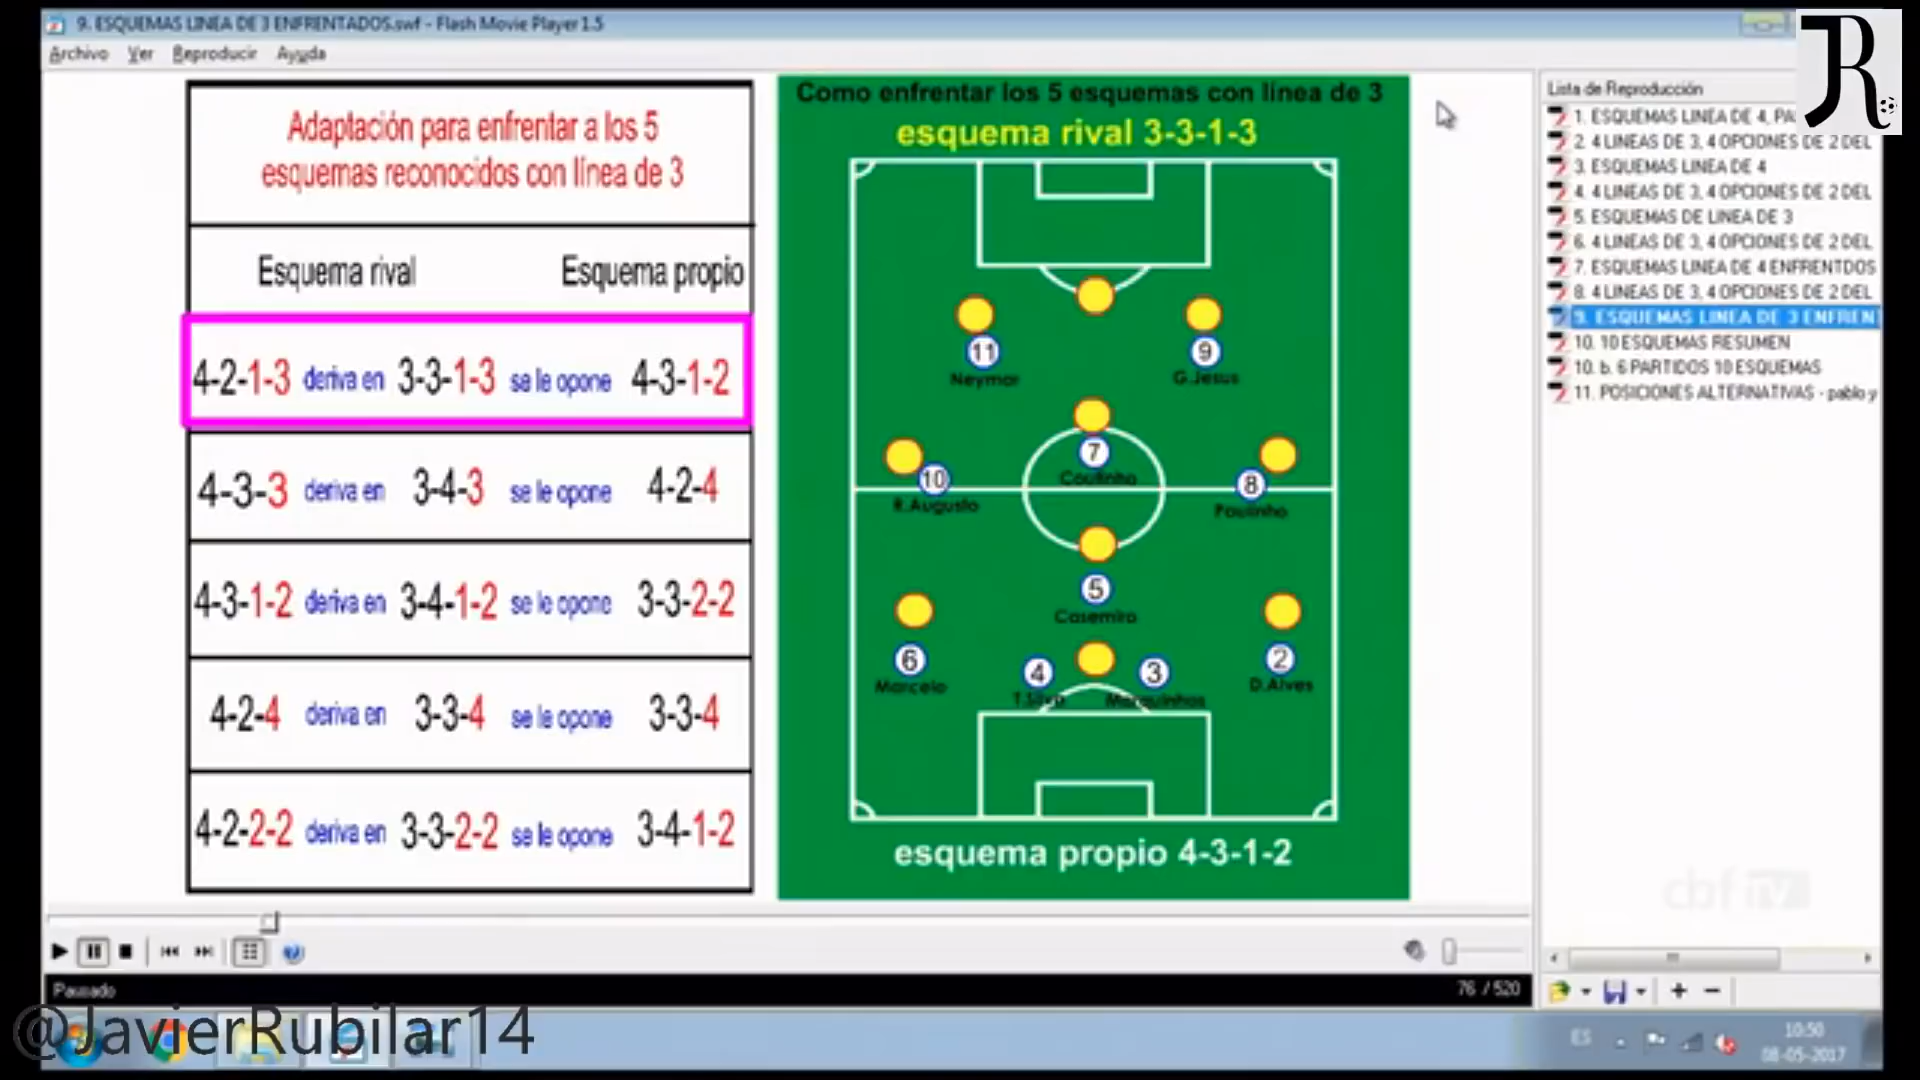 9. ESQUEMAS LINEA DE 3 ENFRENTADOS.swf - Flash Movie Player 1.5
Archivo Ver Reproducir Ayuda
JR
Adaptación para enfrentar a los 5
esquemas reconocidos con línea de 3
Esquema rival Esquema propio
4-2-1-3 deriva en 3-3-1-3 se le opone 4-3-1-2
4-3-3 deriva en 3-4-3 se le opone 4-2-4
4-3-1-2 deriva en 3-4-1-2 se le opone 3-3-2-2
4-2-4 deriva en 3-3-4 se le opone 3-3-4
4-2-2-2 deriva en 3-3-2-2 se le opone 3-4-1-2
Como enfrentar los 5 esquemas con línea de 3
esquema rival 3-3-1-3
11 9
Neymar G.Jesus
7
Coutinho
10 8
R.Augusto Paulinho
5
Casemiro
6 4 3 2
Marcelo T.Silva Marquinhos D.Alves
esquema propio 4-3-1-2
Lista de Reproducción
1. ESQUEMAS LINEA DE 4, PA
2. 4 LINEAS DE 3, 4 OPCIONES DE 2 DEL
3. ESQUEMAS LINEA DE 4
4. 4 LINEAS DE 3, 4 OPCIONES DE 2 DEL
5. ESQUEMAS DE LINEA DE 3
6. 4 LINEAS DE 3, 4 OPCIONES DE 2 DEL
7. ESQUEMAS LINEA DE 4 ENFRENTDOS
8. 4 LINEAS DE 3, 4 OPCIONES DE 2 DEL
9. ESQUEMAS LINEA DE 3 ENFREN
10. 10 ESQUEMAS RESUMEN
10. b. 6 PARTIDOS 10 ESQUEMAS
11. POSICIONES ALTERNATIVAS - pablo y
cbf TV
Pausado 76 / 520
@JavierRubilar14
ES 10:50
08-05-2017